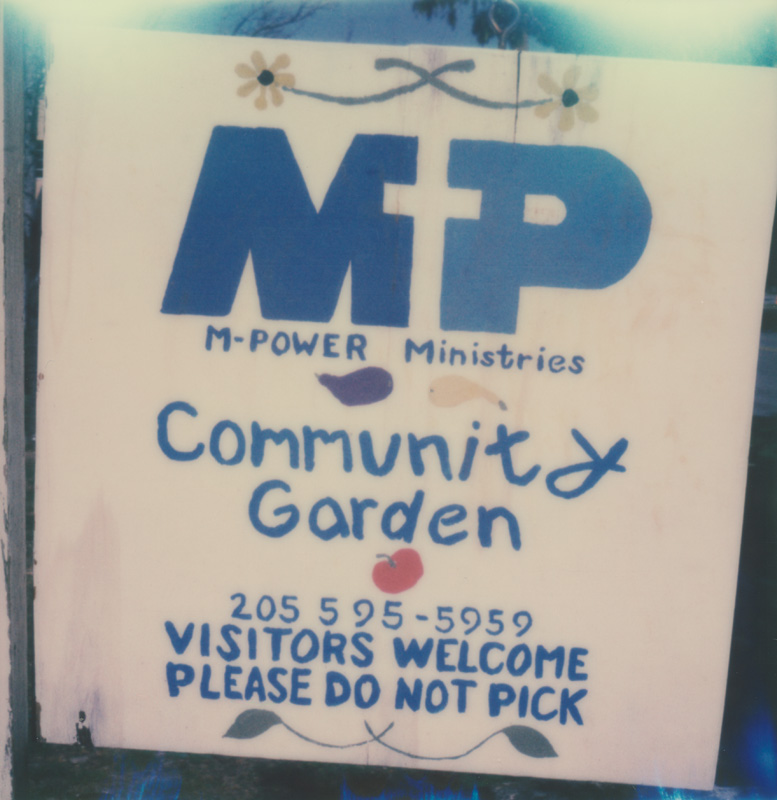 MP
M-POWER Ministries
Community
Garden
205 595-5959
VISITORS WELCOME
PLEASE DO NOT PICK